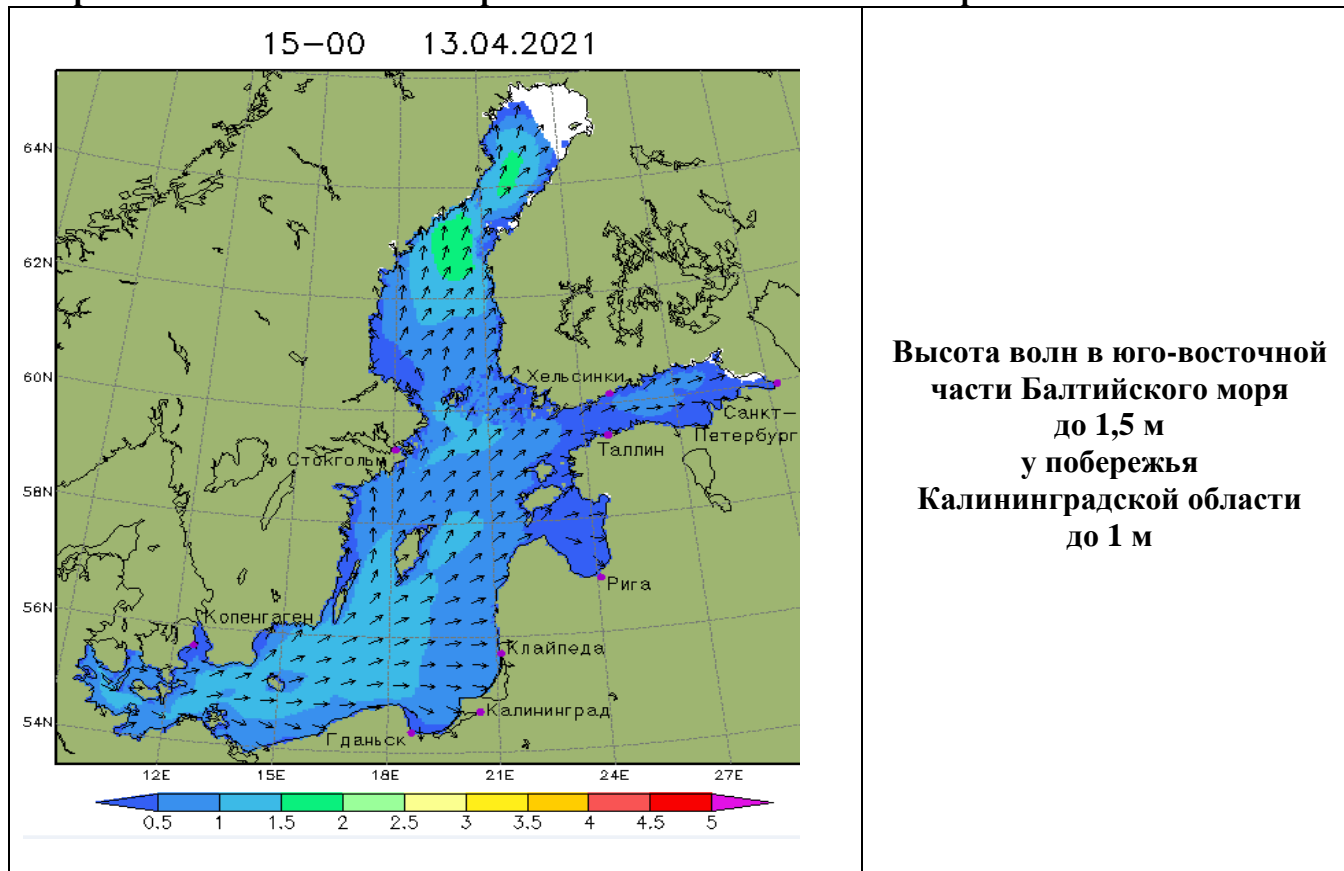 15-00 13.04.2021
64N
62N
60N
58N
56N
54N
Хельсинки
Санкт-
Петербург
Таллин
Стокгольм
Рига
Копенгаген
Клайпеда
Калининград
Гданьск
12E 15E 18E 21E 24E 27E
0.5 1 1.5 2 2.5 3 3.5 4 4.5 5
Высота волн в юго-восточной
части Балтийского моря
до 1,5 м
у побережья
Калининградской области
до 1 м